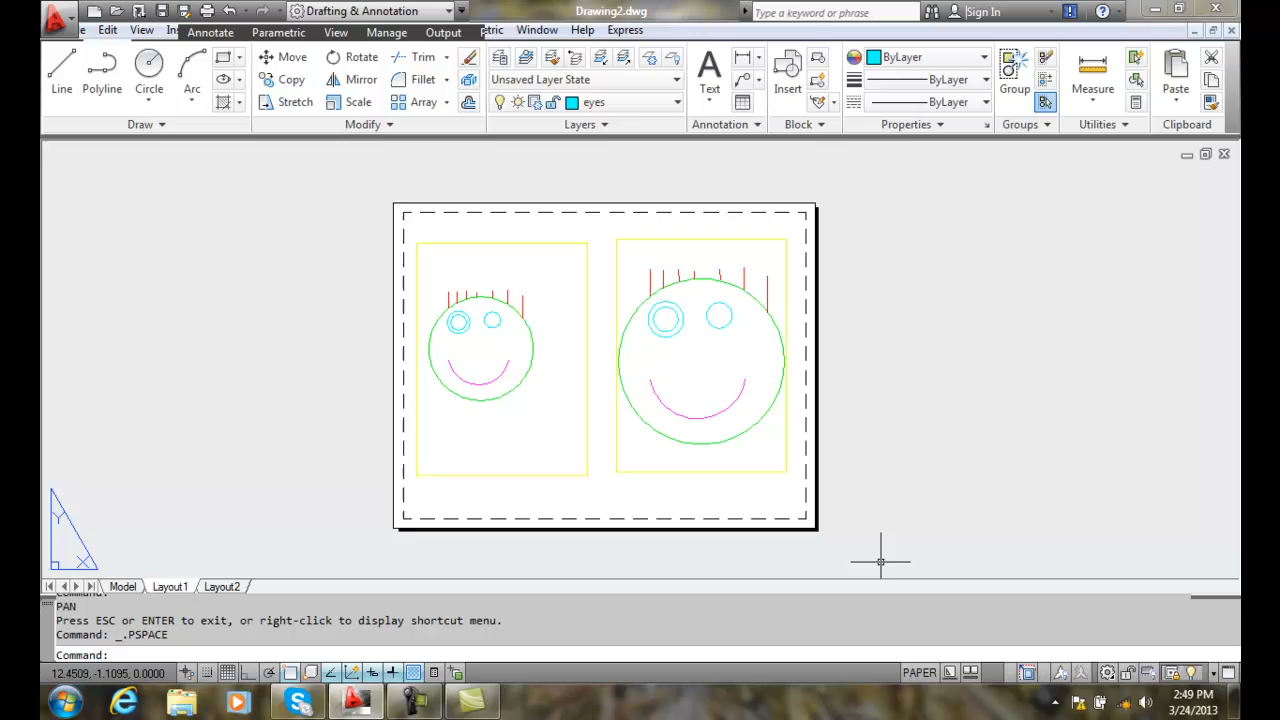 Drafting & Annotation
Drawing2.dwg
Type a keyword or phrase
Sign In
Edit
View
Ins
Annotate
Parametric
View
Manage
Output
etric
Window
Help
Express
Line
Polyline
Circle
Arc
Move
Rotate
Trim
Copy
Mirror
Fillet
Stretch
Scale
Array
Unsaved Layer State
eyes
Text
Insert
ByLayer
ByLayer
ByLayer
Group
Measure
Paste
Draw
Modify
Layers
Annotation
Block
Properties
Groups
Utilities
Clipboard
Y
X
Model
Layout1
Layout2
Command:
PAN
Press ESC or ENTER to exit, or right-click to display shortcut menu.
Command: _.PSPACE
Command:
12.4509, -1.1095, 0.0000
PAPER
2:49 PM
3/24/2013